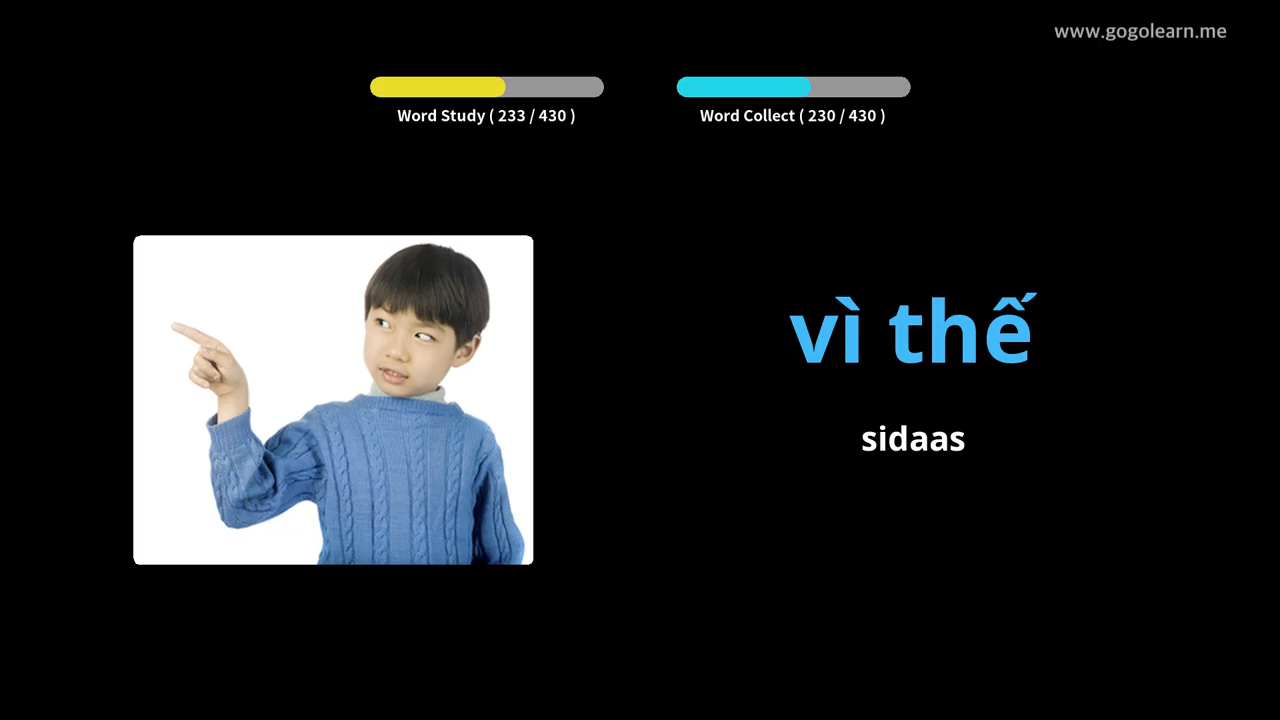 www.gogolearn.me
Word Study ( 233 / 430 )
Word Collect ( 230 / 430 )
vì thế
sidaas